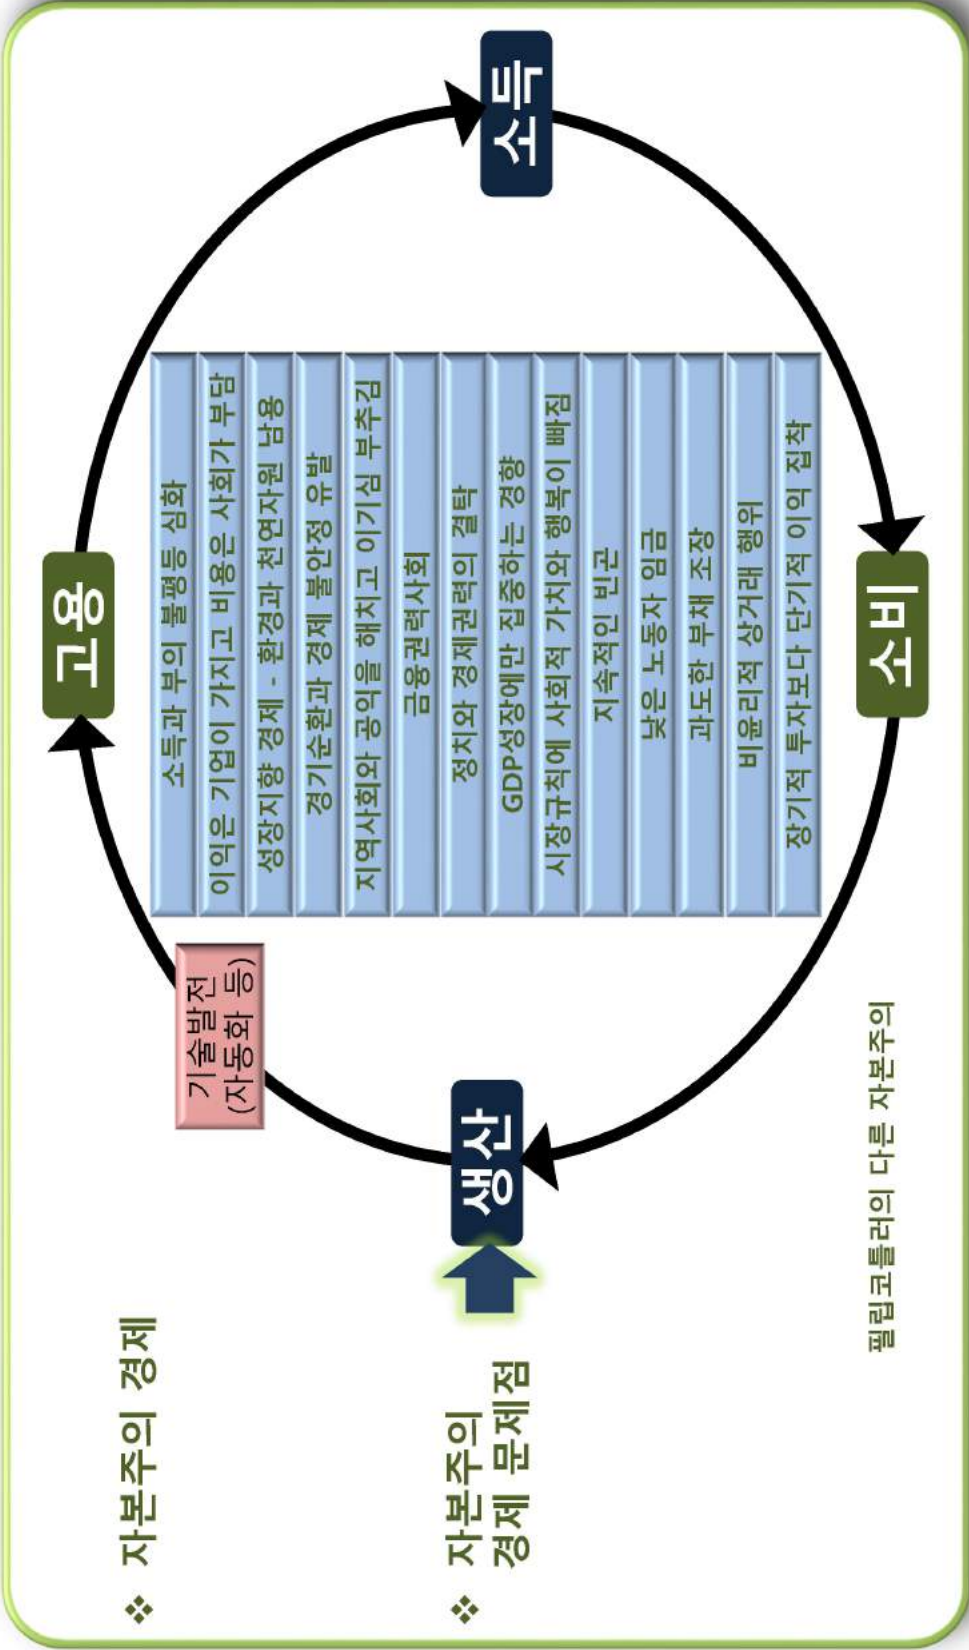 ❖ 자본주의 경제
❖ 자본주의
경제 문제점
고용
기술발전
(자동화 등)
생산
소득
소비
소득과 부의 불평등 심화
이익은 기업이 가지고 비용은 사회가 부담
성장지향 경제 - 환경과 천연자원 남용
경기순환과 경제 불안정 유발
지역사회와 공익을 해치고 이기심 부추김
금융권력사회
정치와 경제권력의 결탁
GDP성장에만 집중하는 경향
시장규칙에 사회적 가치와 행복이 빠짐
지속적인 빈곤
낮은 노동자 임금
과도한 부채 조장
비윤리적 상거래 행위
장기적 투자보다 단기적 이익 집착
필립코틀러의 다른 자본주의